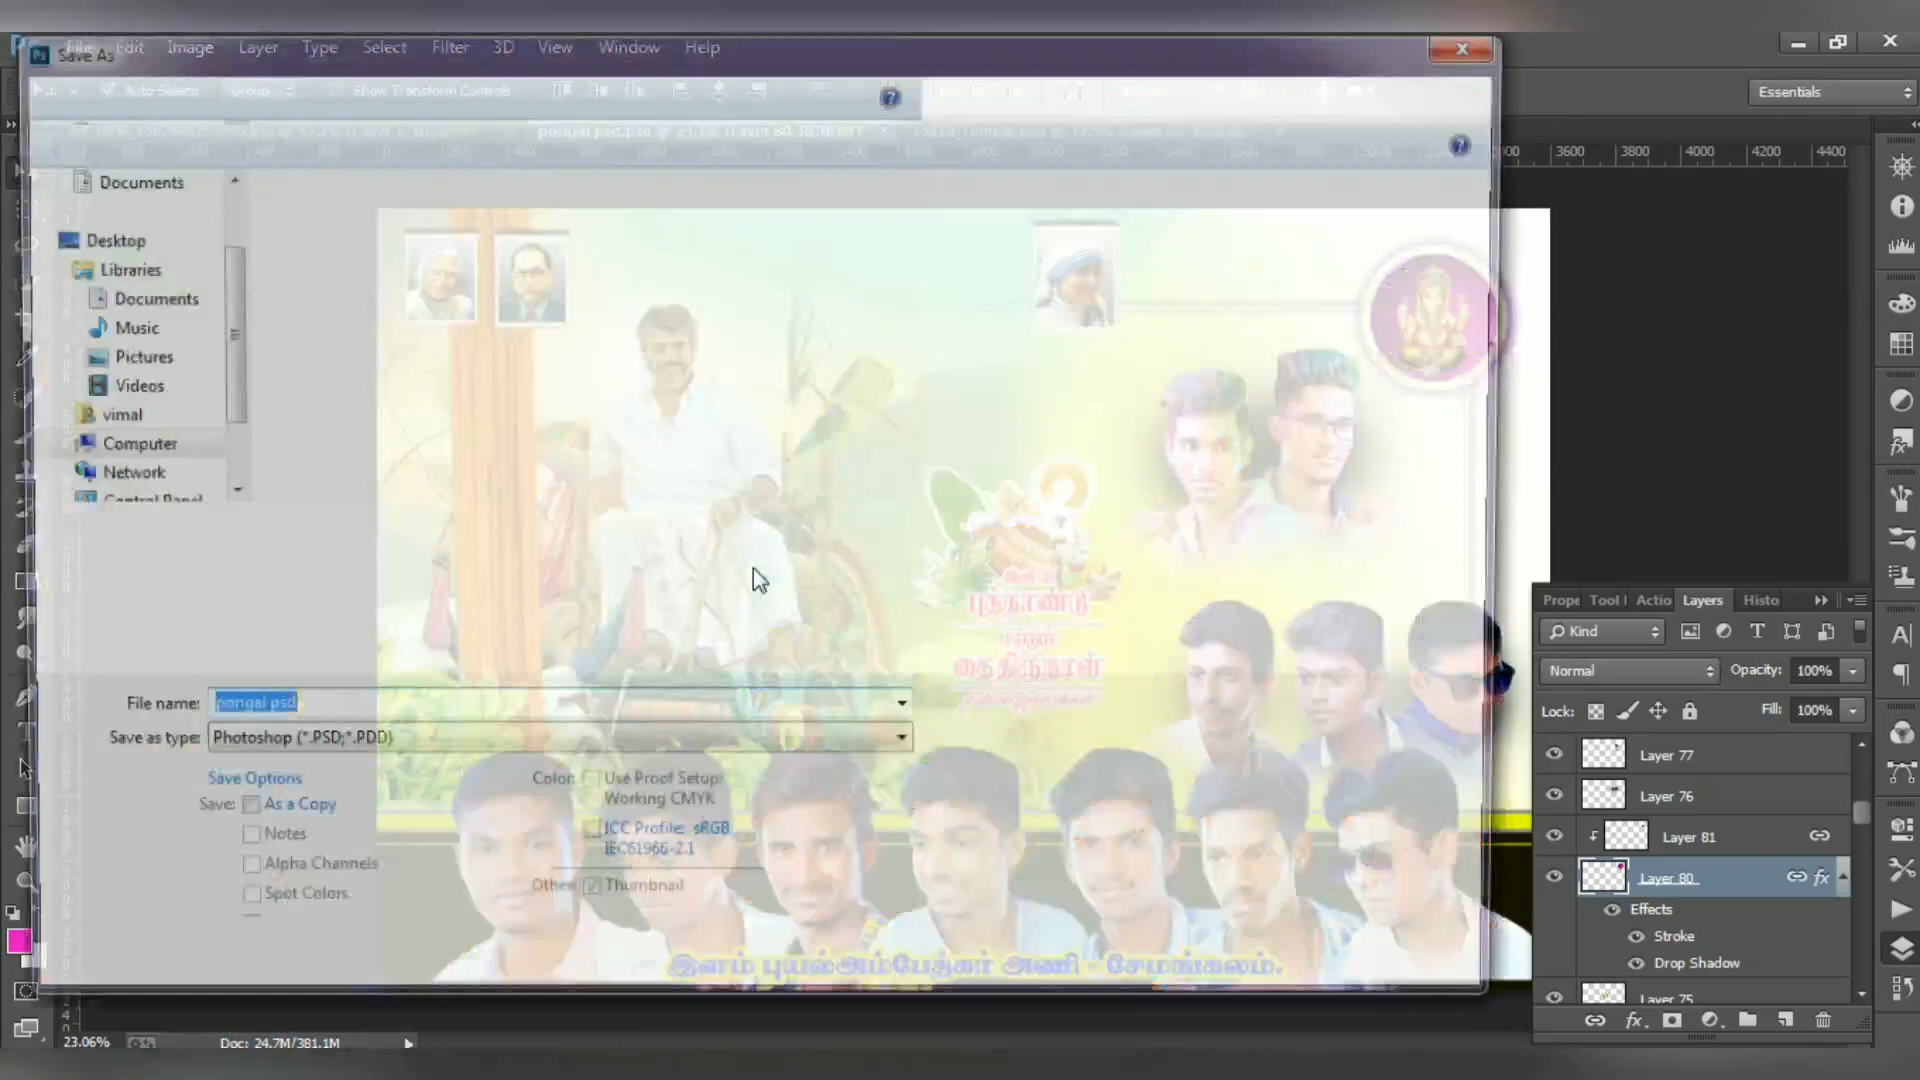 File Edit Image Layer Type Select Filter 3D View Window Help
Save As
Auto-Select: Group Show Transform Controls
Essentials
3600 3800 4000 4200 4400
Documents
Desktop
Libraries
Documents
Music
Pictures
Videos
vimal
Computer
Network
Control Panel
புத்தாண்டு
மற்றும்
தைதிருநாள்
File name: pongal psd
Save as type: Photoshop (*.PSD;*.PDD)
Save Options
Save: As a Copy
Notes
Alpha Channels
Spot Colors
Color: Use Proof Setup:
Working CMYK
ICC Profile: sRGB
IEC61966-2.1
Other: Thumbnail
இளம் புயல்அம்பேத்கர் அணி - சேமங்கலம்.
Prope Tool Actio Layers Histo
Kind
Normal Opacity: 100%
Lock: Fill: 100%
Layer 77
Layer 76
Layer 81
Layer 80 fx
Effects
Stroke
Drop Shadow
Layer 75
23.06% Doc: 24.7M/381.1M